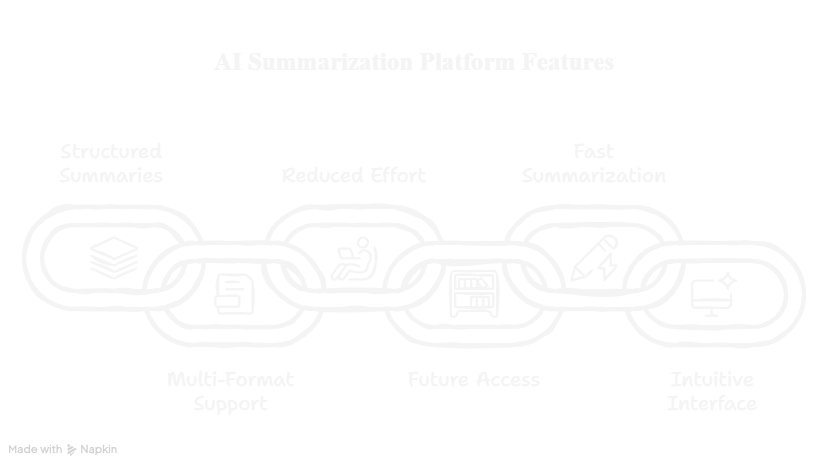 AI Summarization Platform Features
Structured
Summaries
Reduced Effort
Fast
Summarization
Multi-Format
Support
Future Access
Intuitive
Interface
Made with Napkin